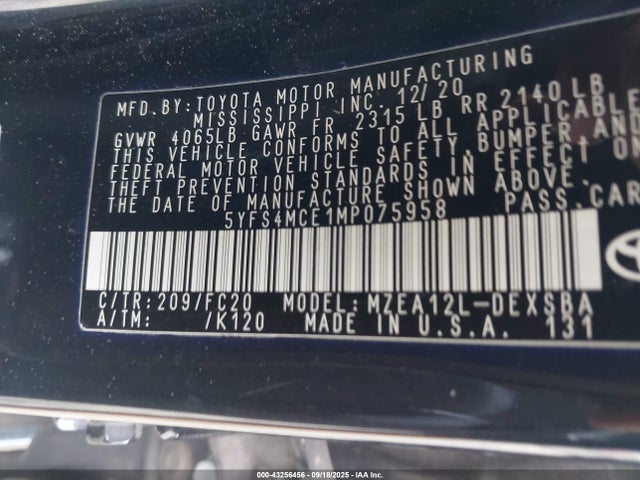 MFD.BY:TOYOTA MOTOR MANUFACTURING
MISSISSIPPI INC. 12/20
GVWR 4065LB GAWR FR 2315 LB RR 2140 LB
THIS VEHICLE CONFORMS TO ALL APPLICABLE
FEDERAL MOTOR VEHICLE SAFETY, BUMPER, AND
THEFT PREVENTION STANDARDS IN EFFECT ON
THE DATE OF MANUFACTURE SHOWN ABOVE.
5YFS4MCE1MP075958 PASS.CAR
C/TR:209/FC20 MODEL:MZEA12L-DEXSBA
A/TM: /K120 MADE IN U.S.A. 131
000-43256456 - 09/18/2025 - IAA Inc.